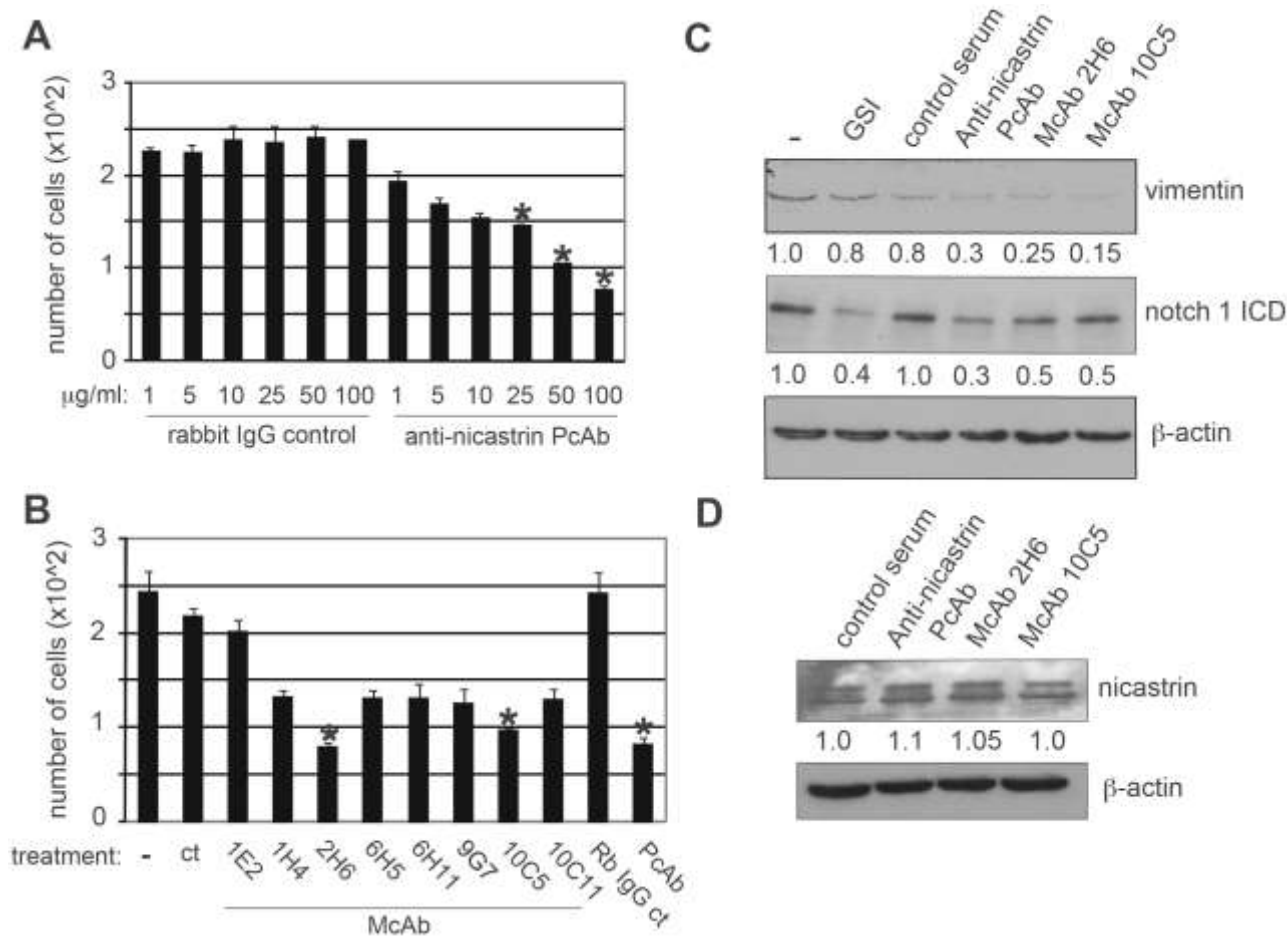 A
number of cells (x10^2)
3
2
1
0
* * *
μg/ml: 1 5 10 25 50 100 1 5 10 25 50 100
rabbit IgG control anti-nicastrin PcAb
B
number of cells (x10^2)
3
2
1
0
* * *
treatment: - ct 1E2 1H4 2H6 6H5 6H11 9G7 10C5 10C11 Rb IgG ct PcAb
McAb
C
- GSI control serum Anti-nicastrin PcAb McAb 2H6 McAb 10C5
vimentin
1.0 0.8 0.8 0.3 0.25 0.15
notch 1 ICD
1.0 0.4 1.0 0.3 0.5 0.5
β-actin
D
control serum Anti-nicastrin PcAb McAb 2H6 McAb 10C5
nicastrin
1.0 1.1 1.05 1.0
β-actin